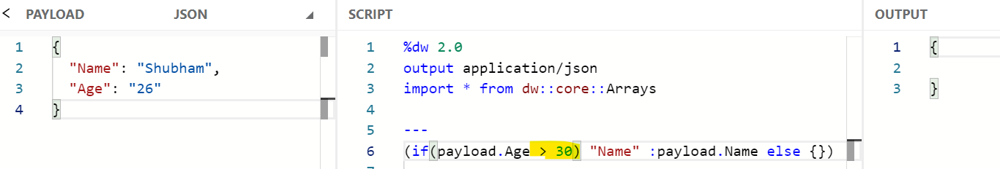 < PAYLOAD JSON
1 {
2 "Name": "Shubham",
3 "Age": "26"
4 }
SCRIPT
1 %dw 2.0
2 output application/json
3 import * from dw::core::Arrays
4
5 ---
6 (if(payload.Age > 30) "Name" :payload.Name else {})
OUTPUT
1 {
2
3 }